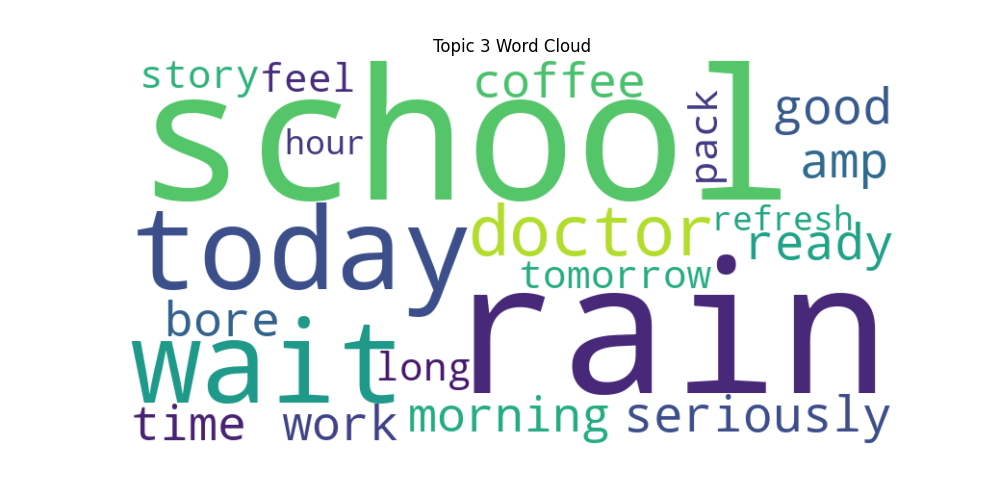 Topic 3 Word Cloud
story feel coffee
school
pack
good
hour
amp
today
doctor
refresh
ready
tomorrow
rain
bore
wait
long
time work morning seriously